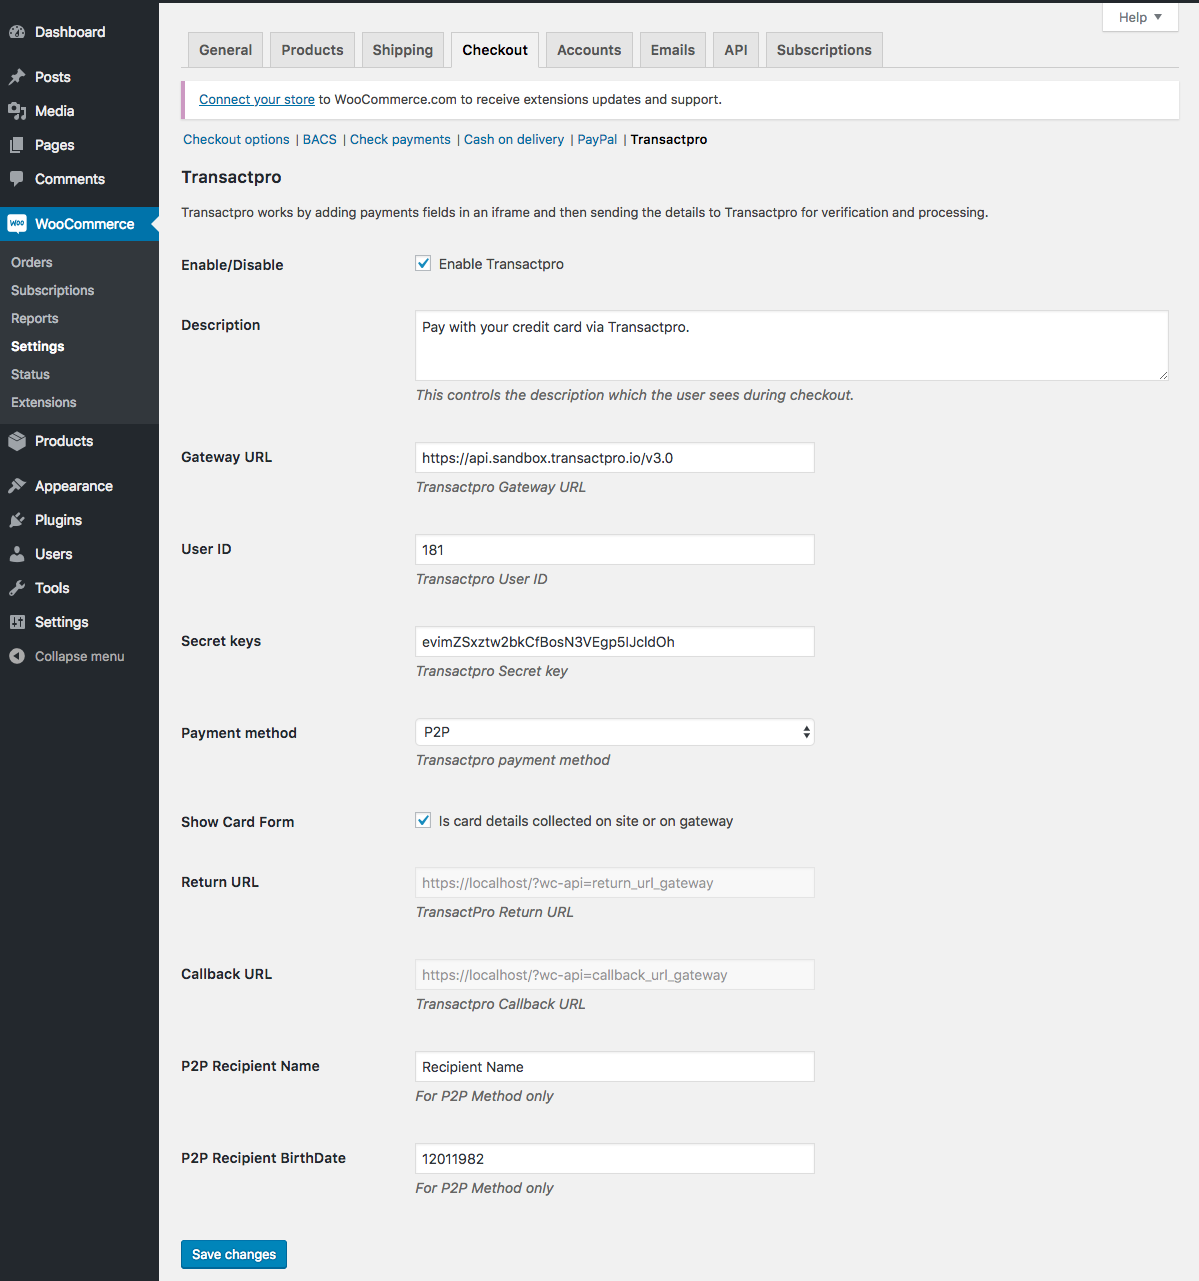 Help
Dashboard
Posts
Media
Pages
Comments
WooCommerce
Orders
Subscriptions
Reports
Settings
Status
Extensions
Products
Appearance
Plugins
Users
Tools
Settings
Collapse menu
General Products Shipping Checkout Accounts Emails API Subscriptions
Connect your store to WooCommerce.com to receive extensions updates and support.
Checkout options | BACS | Check payments | Cash on delivery | PayPal | Transactpro
Transactpro
Transactpro works by adding payments fields in an iframe and then sending the details to Transactpro for verification and processing.
Enable/Disable
Enable Transactpro
Description
Pay with your credit card via Transactpro.
This controls the description which the user sees during checkout.
Gateway URL
https://api.sandbox.transactpro.io/v3.0
Transactpro Gateway URL
User ID
181
Transactpro User ID
Secret keys
evimZSxztw2bkCfBosN3VEgp5IJcIdOh
Transactpro Secret key
Payment method
P2P
Transactpro payment method
Show Card Form
Is card details collected on site or on gateway
Return URL
https://localhost/?wc-api=return_url_gateway
TransactPro Return URL
Callback URL
https://localhost/?wc-api=callback_url_gateway
Transactpro Callback URL
P2P Recipient Name
Recipient Name
For P2P Method only
P2P Recipient BirthDate
12011982
For P2P Method only
Save changes